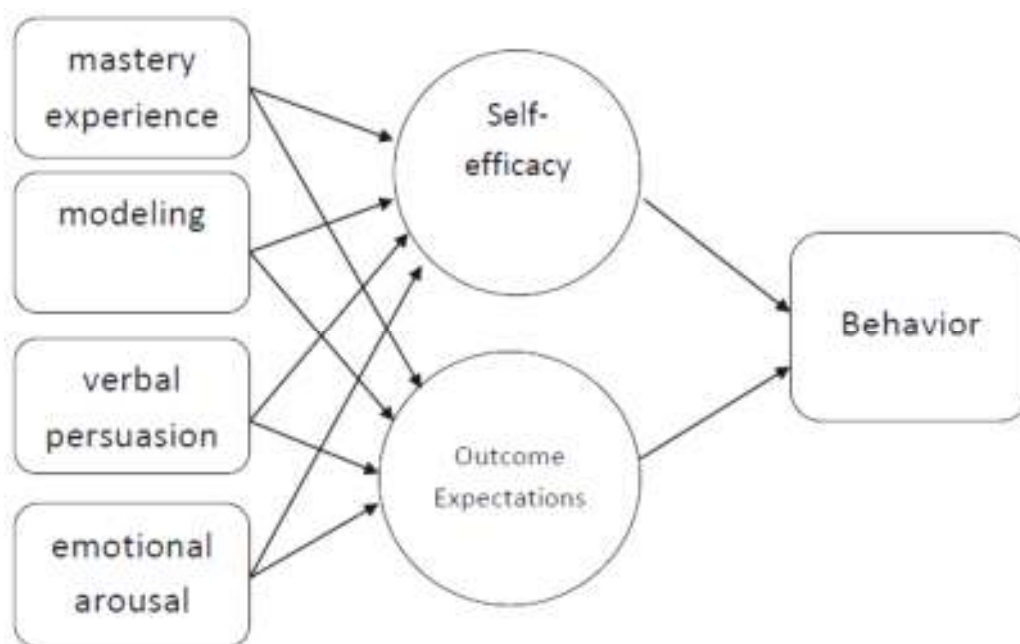 mastery
experience
modeling
verbal
persuasion
emotional
arousal
Self-
efficacy
Outcome
Expectations
Behavior